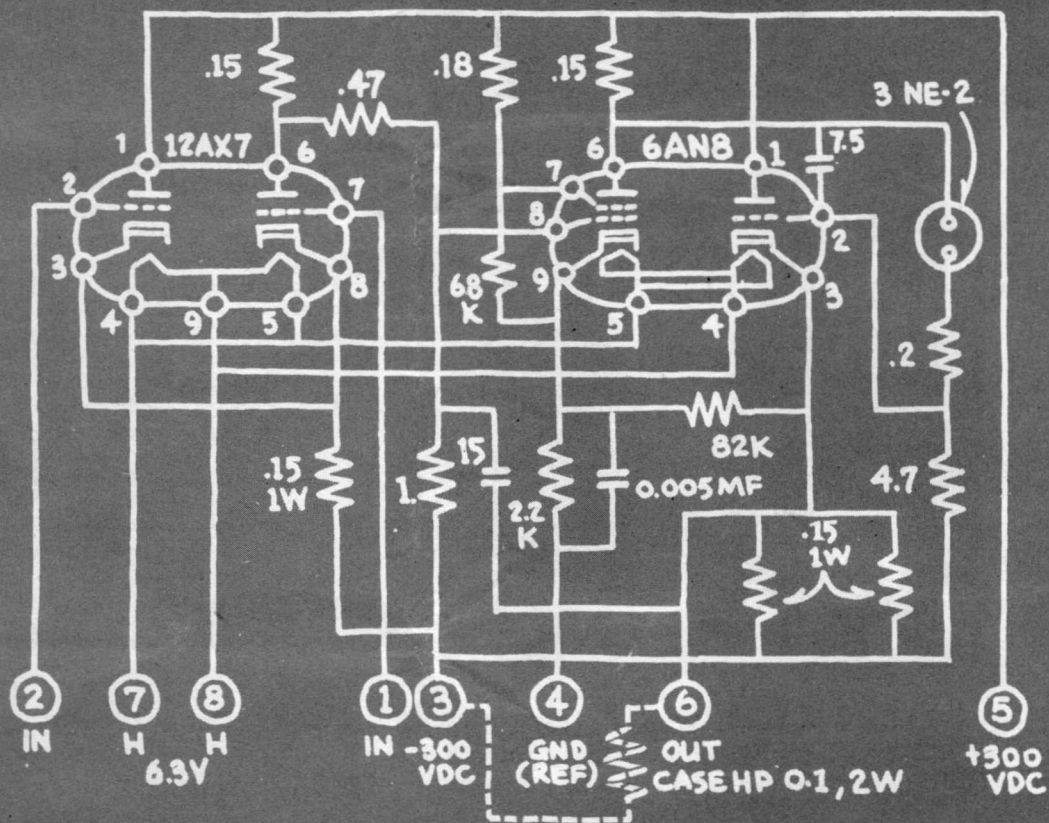 .15
.47
.18
.15
3 NE-2
1
12AX7
6
6
6AN8
1
7.5
2
7
7
8
2
3
8
68
K
9
3
4
9
5
5
4
.2
82K
.15
1W
1.
15
2.2
K
0.005MF
4.7
.15
1W
2
7
8
1
3
4
6
5
IN
H
H
6.3V
IN
-300
VDC
GND
(REF)
OUT
CASE HP 0.1, 2W
+300
VDC